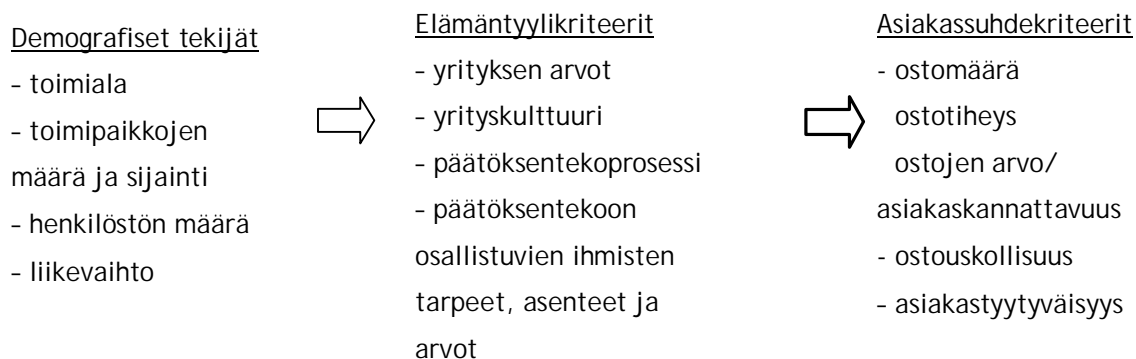 Demografiset tekijät
– toimiala
– toimipaikkojen
määrä ja sijainti
– henkilöstön määrä
– liikevaihto
Elämäntyylikriteerit
– yrityksen arvot
– yrityskulttuuri
– päätöksentekoprosessi
– päätöksentekoon
osallistuvien ihmisten
tarpeet, asenteet ja
arvot
Asiakassuhdekriteerit
- ostomäärä
ostotiheys
ostojen arvo/
asiakaskannattavuus
- ostouskollisuus
– asiakastyytyväisyys